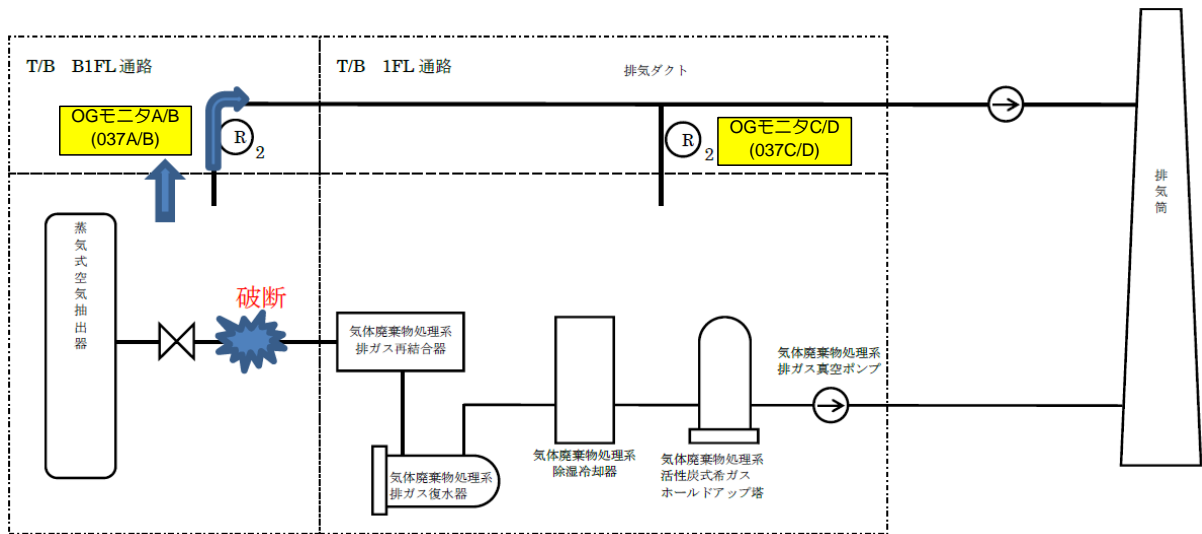 T/B B1FL 通路
T/B 1FL 通路
排気ダクト
OGモニタA/B
(037A/B)
R
2
R
2
OGモニタC/D
(037C/D)
排気筒
蒸気式空気抽出器
破断
気体廃棄物処理系
排ガス再結合器
気体廃棄物処理系
排ガス真空ポンプ
気体廃棄物処理系
排ガス復水器
気体廃棄物処理系
除湿冷却器
気体廃棄物処理系
活性炭式希ガス
ホールドアップ塔